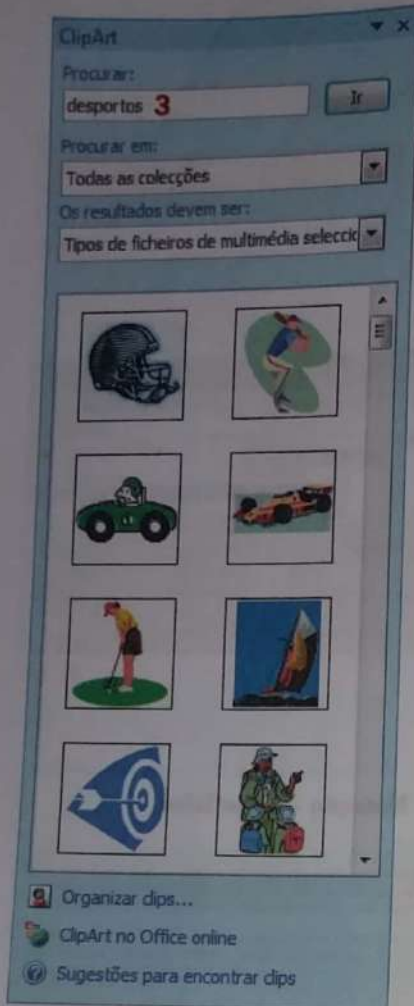 ClipArt
Procurar:
desportos 3
Ir
Procurar em:
Todas as colecções
Os resultados devem ser:
Tipos de ficheiros de multimédia seleccic
Organizar clips...
ClipArt no Office online
Sugestões para encontrar clips